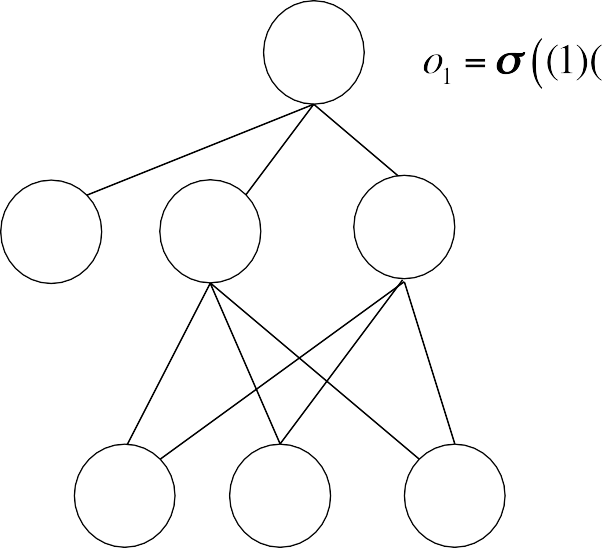 o₁ = σ((1)(